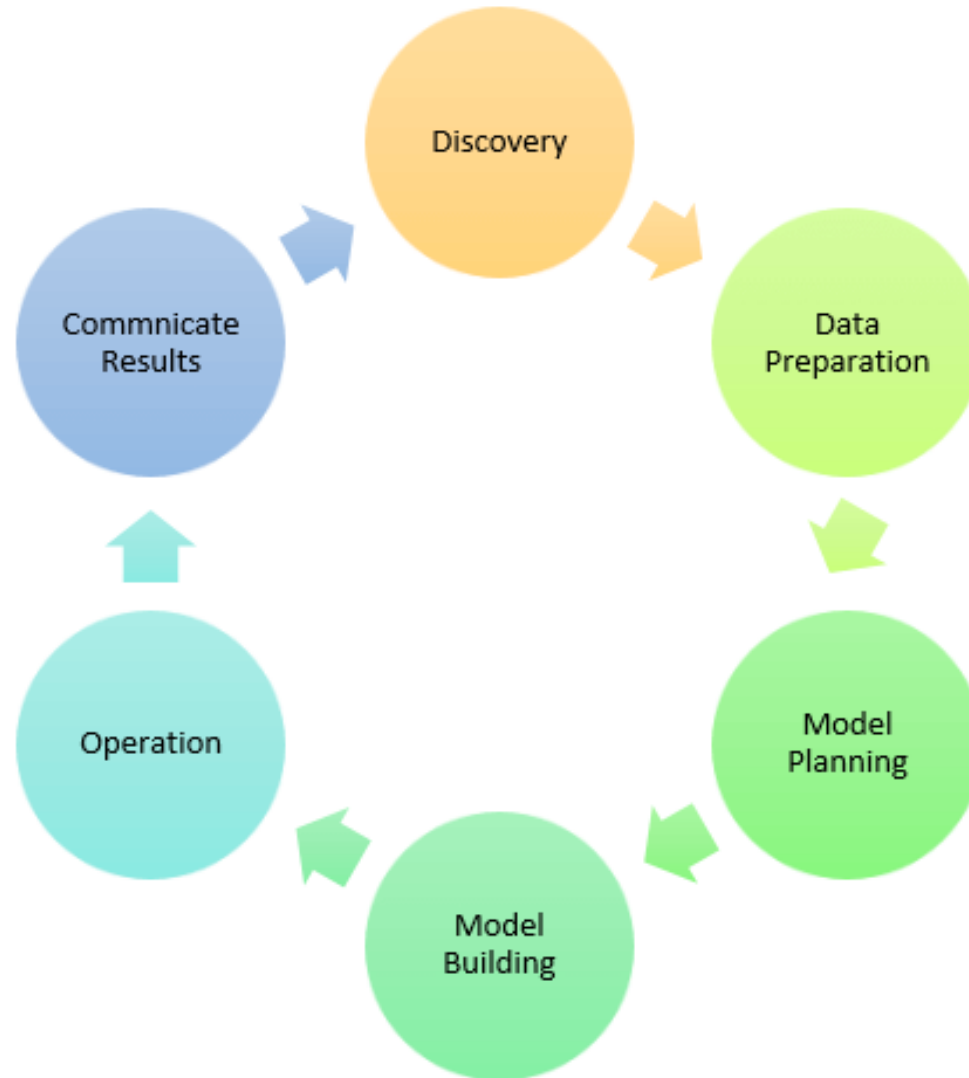 Discovery
Data
Preparation
Model
Planning
Model
Building
Operation
Commnicate
Results